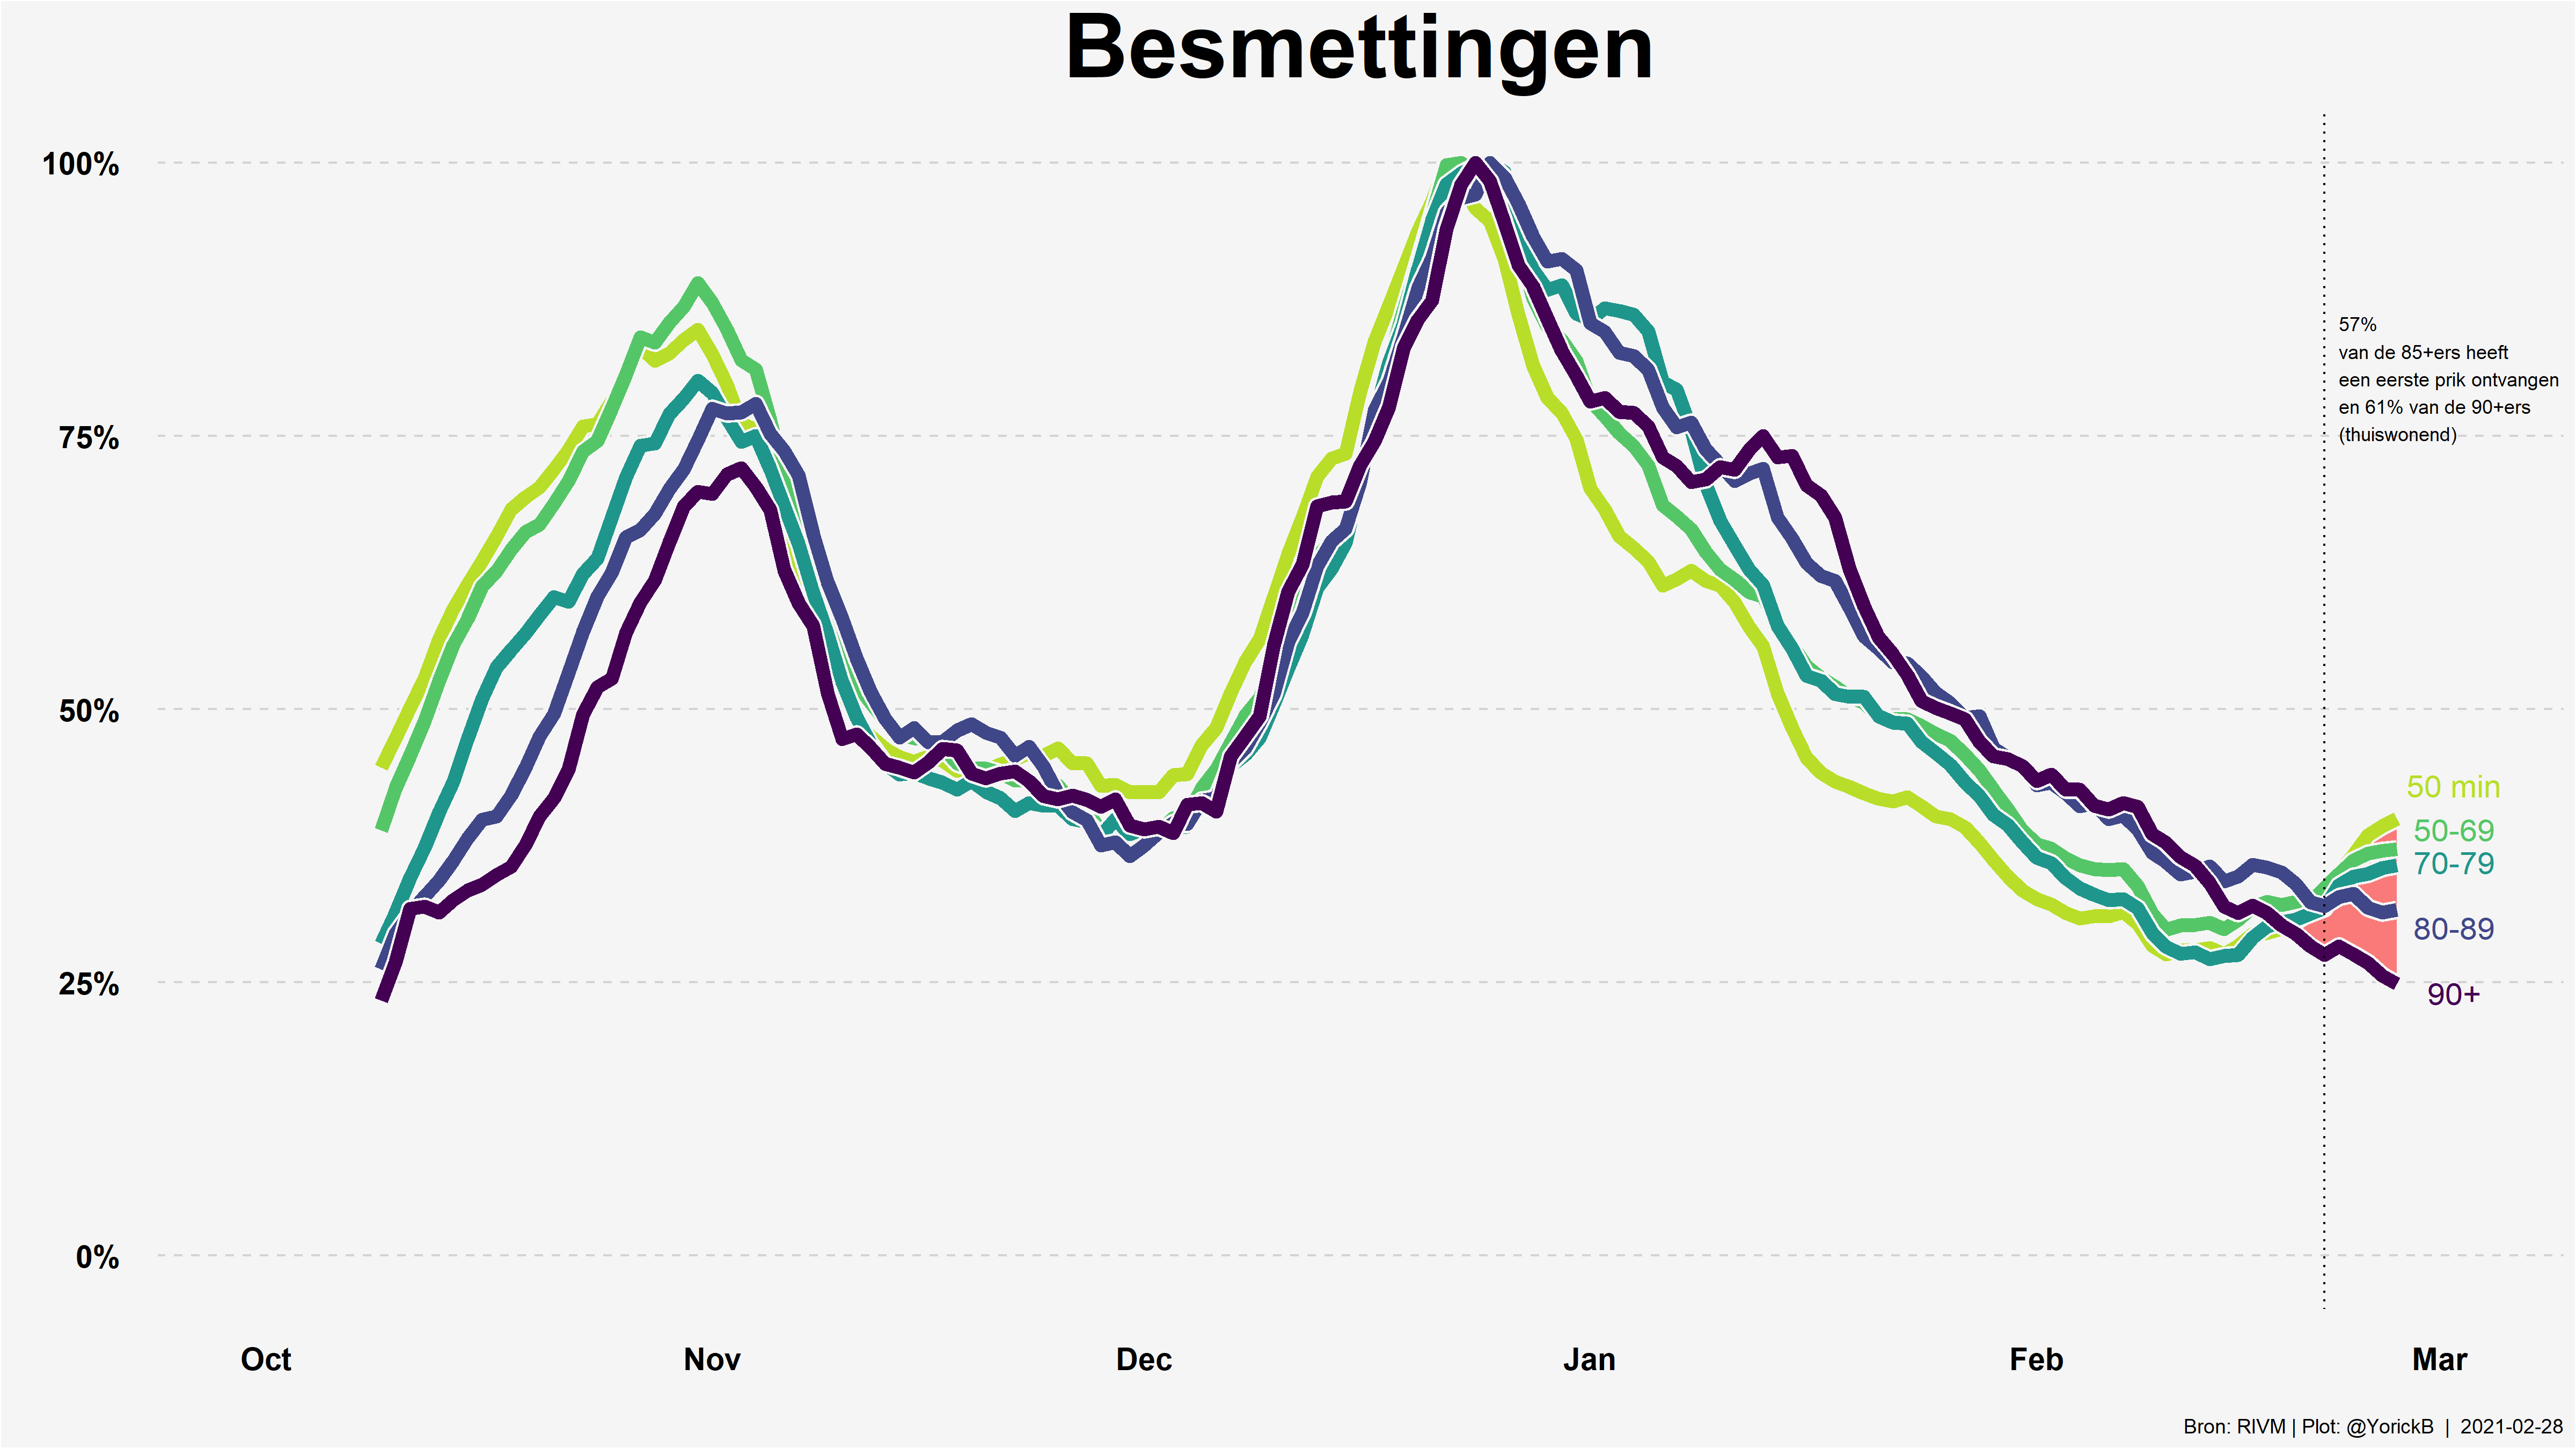 Besmettingen
100%
75%
50%
25%
0%
57%
van de 85+ers heeft
een eerste prik ontvangen
en 61% van de 90+ers
(thuiswonend)
50 min
50-69
70-79
80-89
90+
Oct
Nov
Dec
Jan
Feb
Mar
Bron: RIVM | Plot: @YorickB | 2021-02-28